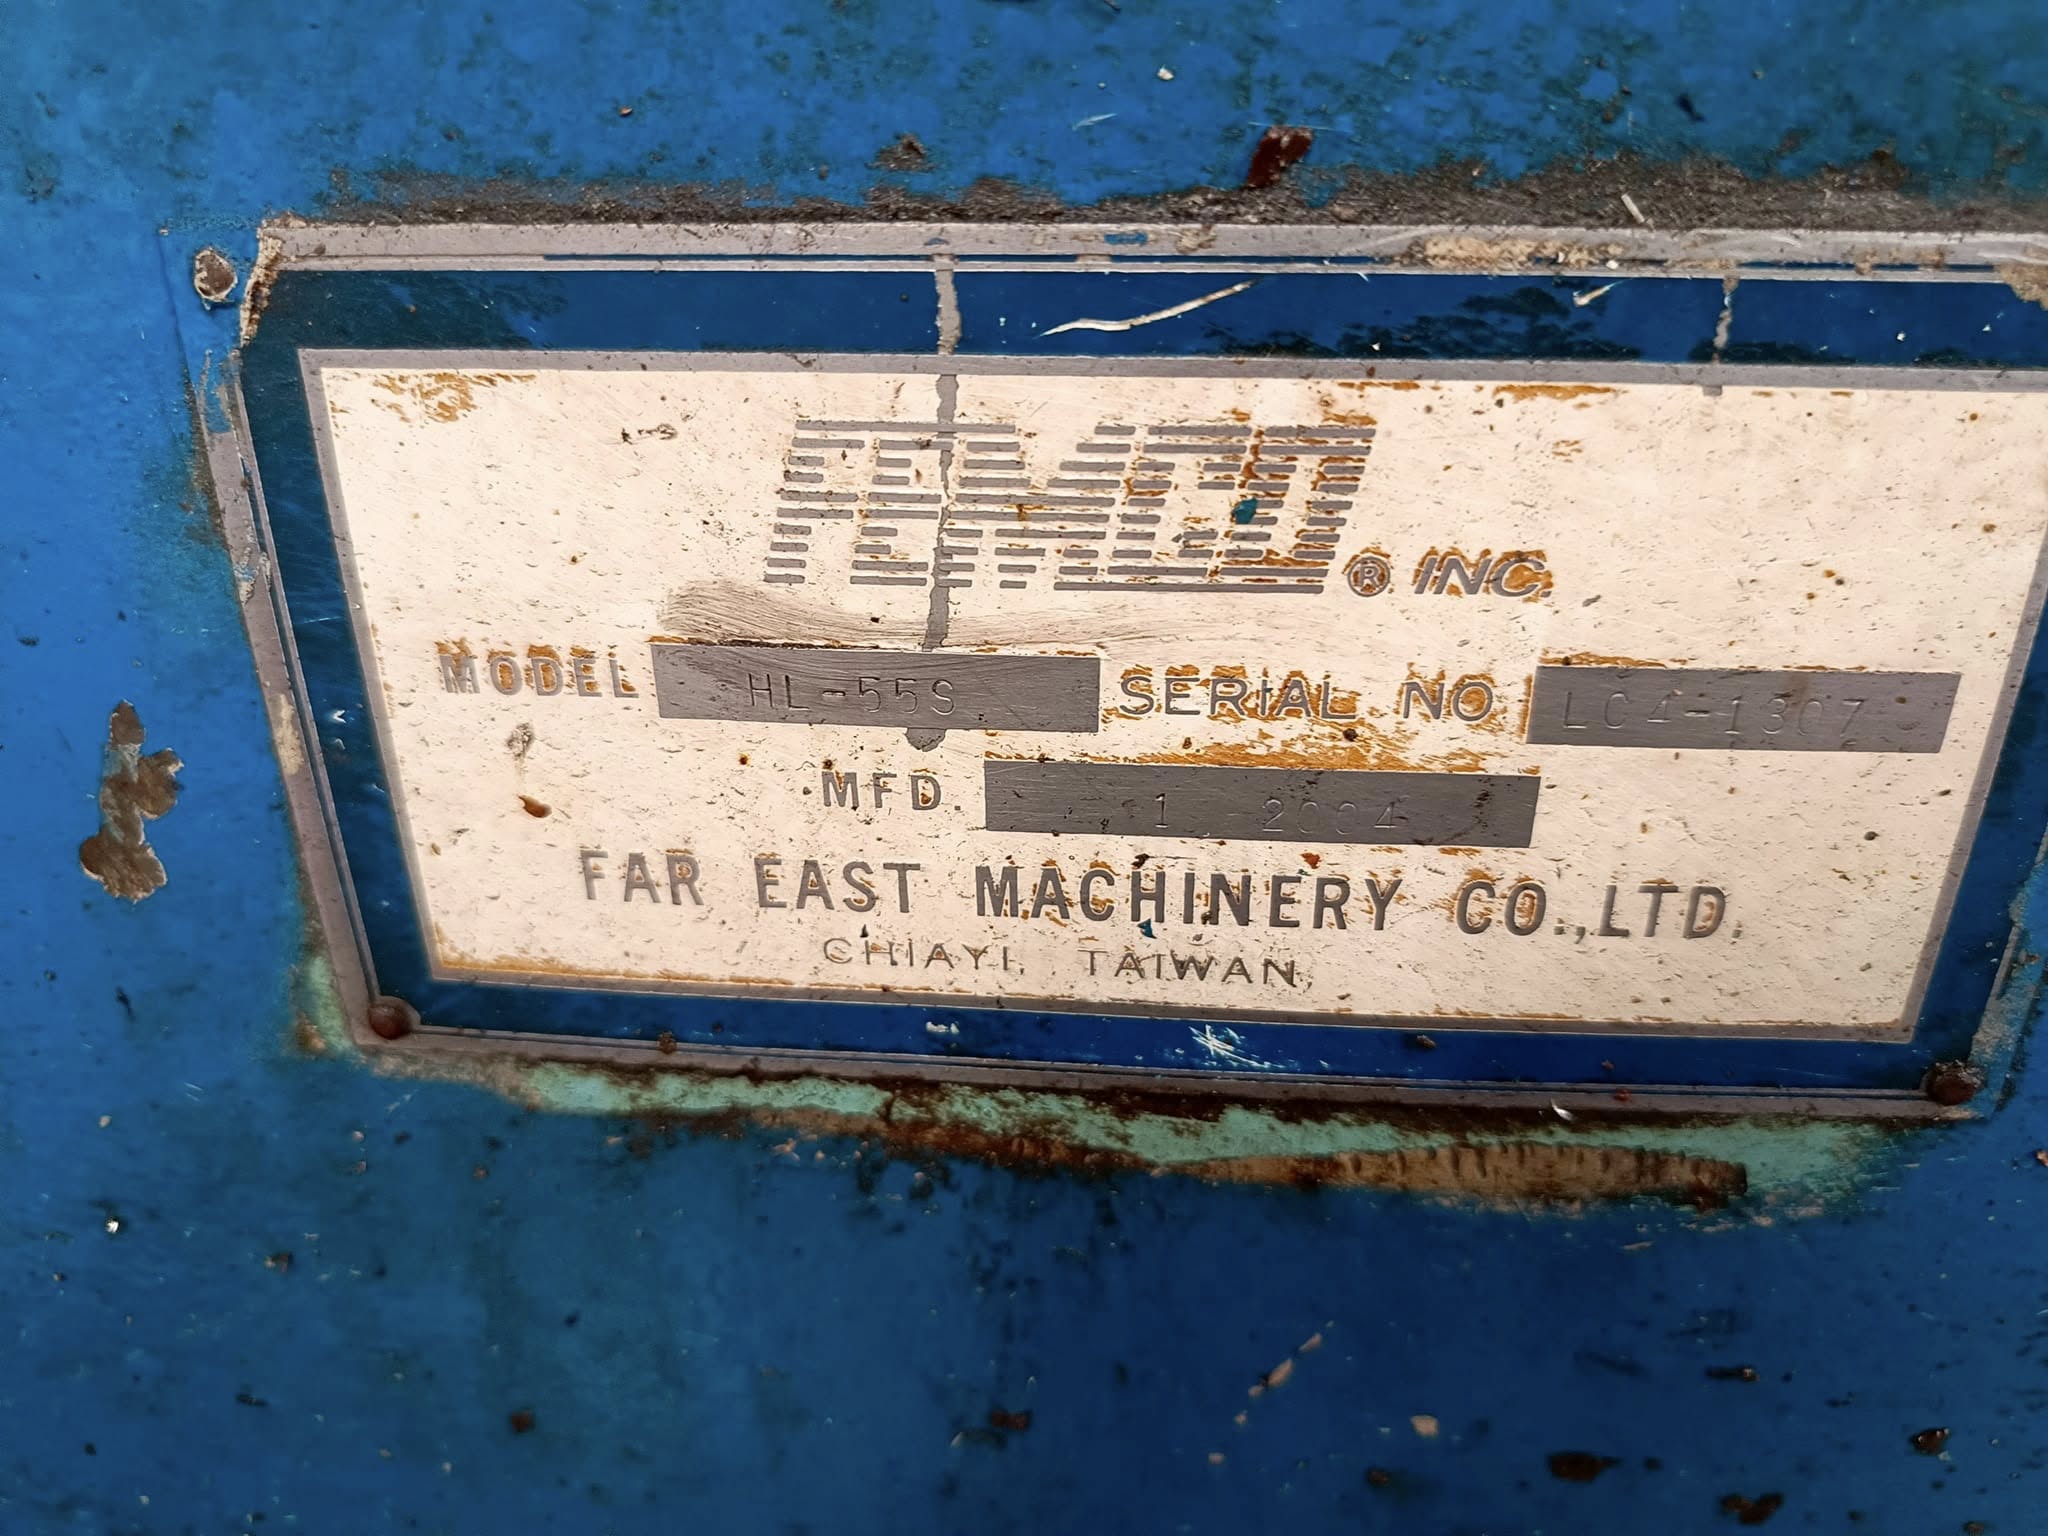 FEMCO® INC.
MODEL HL-55S SERIAL NO LC4-1307
MFD. 1 2004
FAR EAST MACHINERY CO.,LTD.
CHIAYI, TAIWAN,